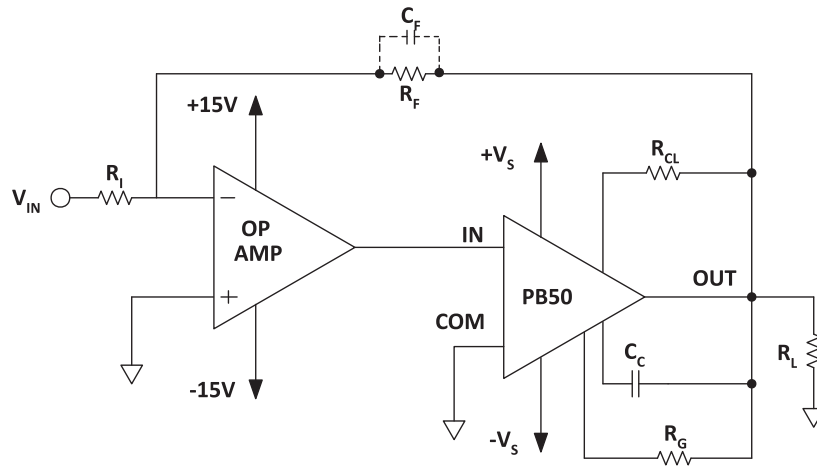 C_F
R_F
+15V
+V_S
R_CL
R_I
V_IN
−
OP
AMP
IN
+
PB50
OUT
COM
C_C
R_L
-15V
-V_S
R_G